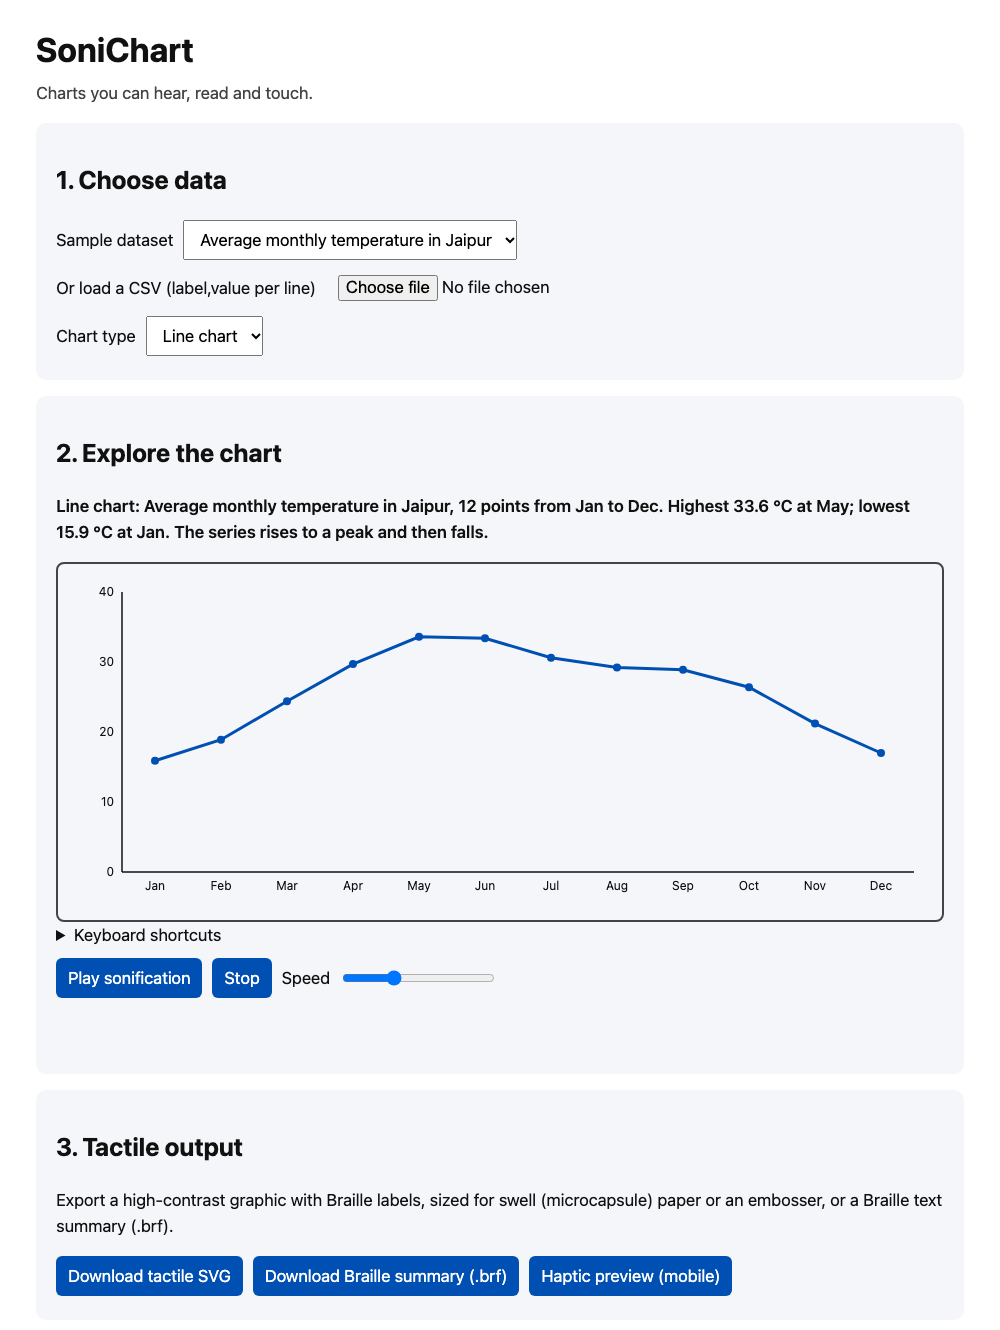 SoniChart
Charts you can hear, read and touch.
1. Choose data
Sample dataset Average monthly temperature in Jaipur
Or load a CSV (label,value per line) Choose file No file chosen
Chart type Line chart
2. Explore the chart
Line chart: Average monthly temperature in Jaipur, 12 points from Jan to Dec. Highest 33.6 °C at May; lowest
15.9 °C at Jan. The series rises to a peak and then falls.
40
30
20
10
0
Jan Feb Mar Apr May Jun Jul Aug Sep Oct Nov Dec
Keyboard shortcuts
Play sonification Stop Speed
3. Tactile output
Export a high-contrast graphic with Braille labels, sized for swell (microcapsule) paper or an embosser, or a Braille text
summary (.brf).
Download tactile SVG Download Braille summary (.brf) Haptic preview (mobile)